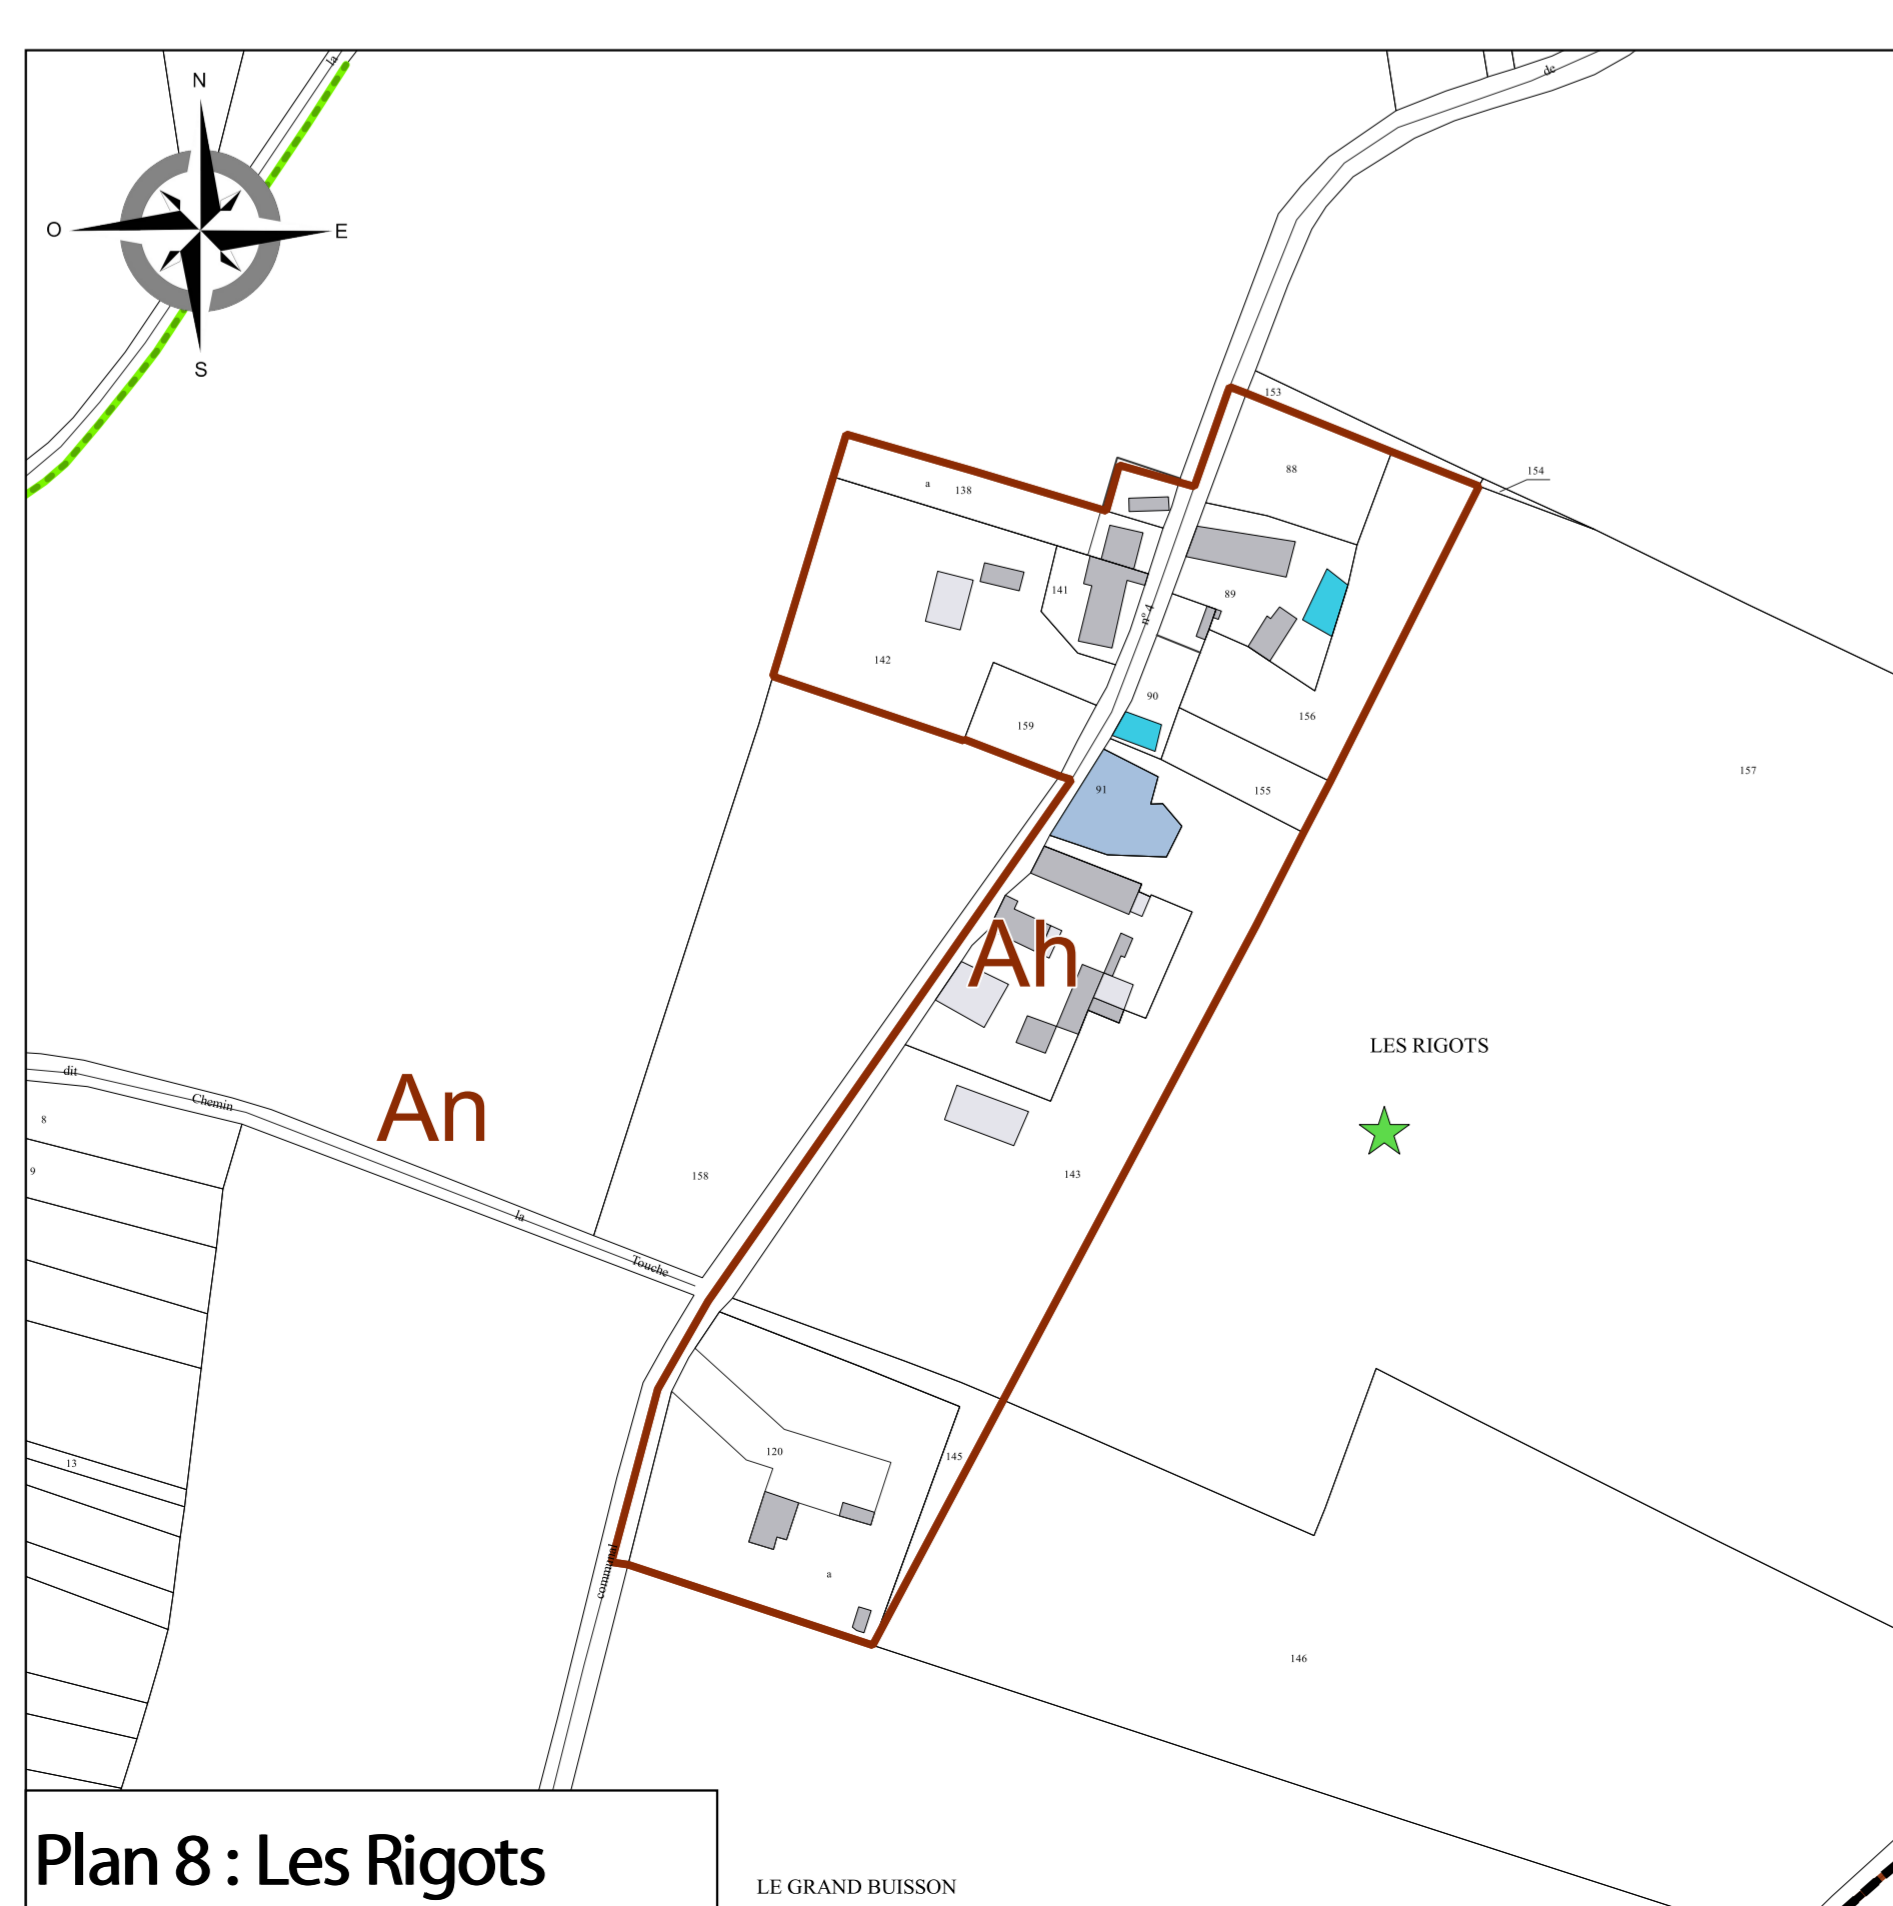 la
de
N
O
E
S
153
88
154
a
138
141
89
nº 4
142
90
159
156
157
91
155
Ah
LES RIGOTS
An
dit
Chemin
8
9
158
143
la
Touche
120
145
13
communal
a
146
Plan 8 : Les Rigots
LE GRAND BUISSON